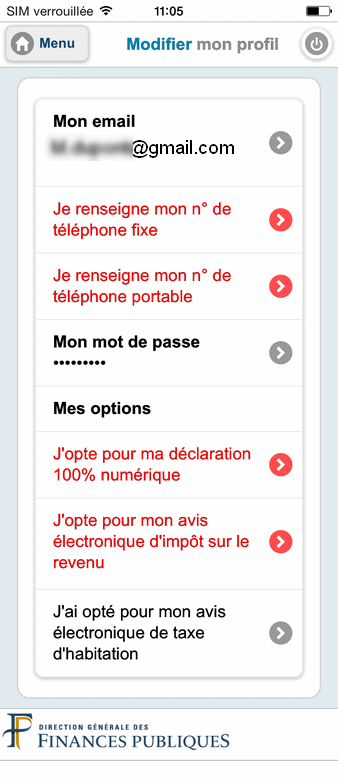 SIM verrouillée 11:05
Menu Modifier mon profil
Mon email
@gmail.com
Je renseigne mon n° de
téléphone fixe
Je renseigne mon n° de
téléphone portable
Mon mot de passe
•••••••••
Mes options
J'opte pour ma déclaration
100% numérique
J'opte pour mon avis
électronique d'impôt sur le
revenu
J'ai opté pour mon avis
électronique de taxe
d'habitation
DIRECTION GÉNÉRALE DES
FINANCES PUBLIQUES